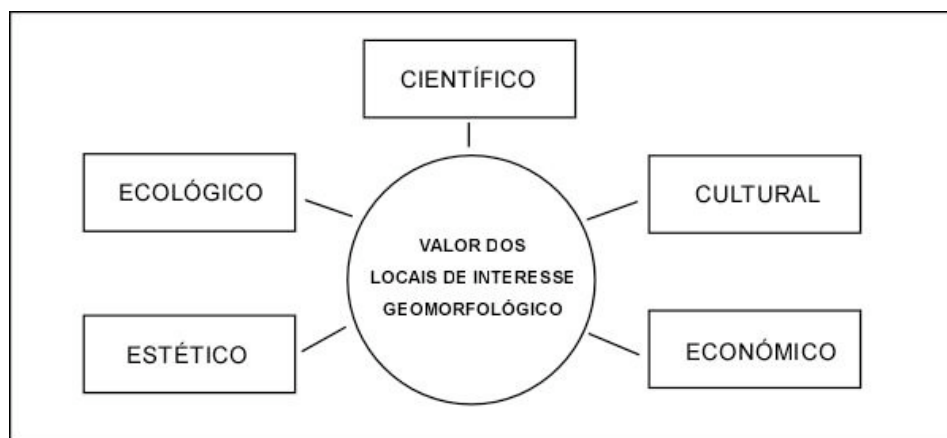 CIENTÍFICO
ECOLÓGICO
CULTURAL
VALOR DOS
LOCAIS DE INTERESSE
GEOMORFOLÓGICO
ESTÉTICO
ECONÓMICO